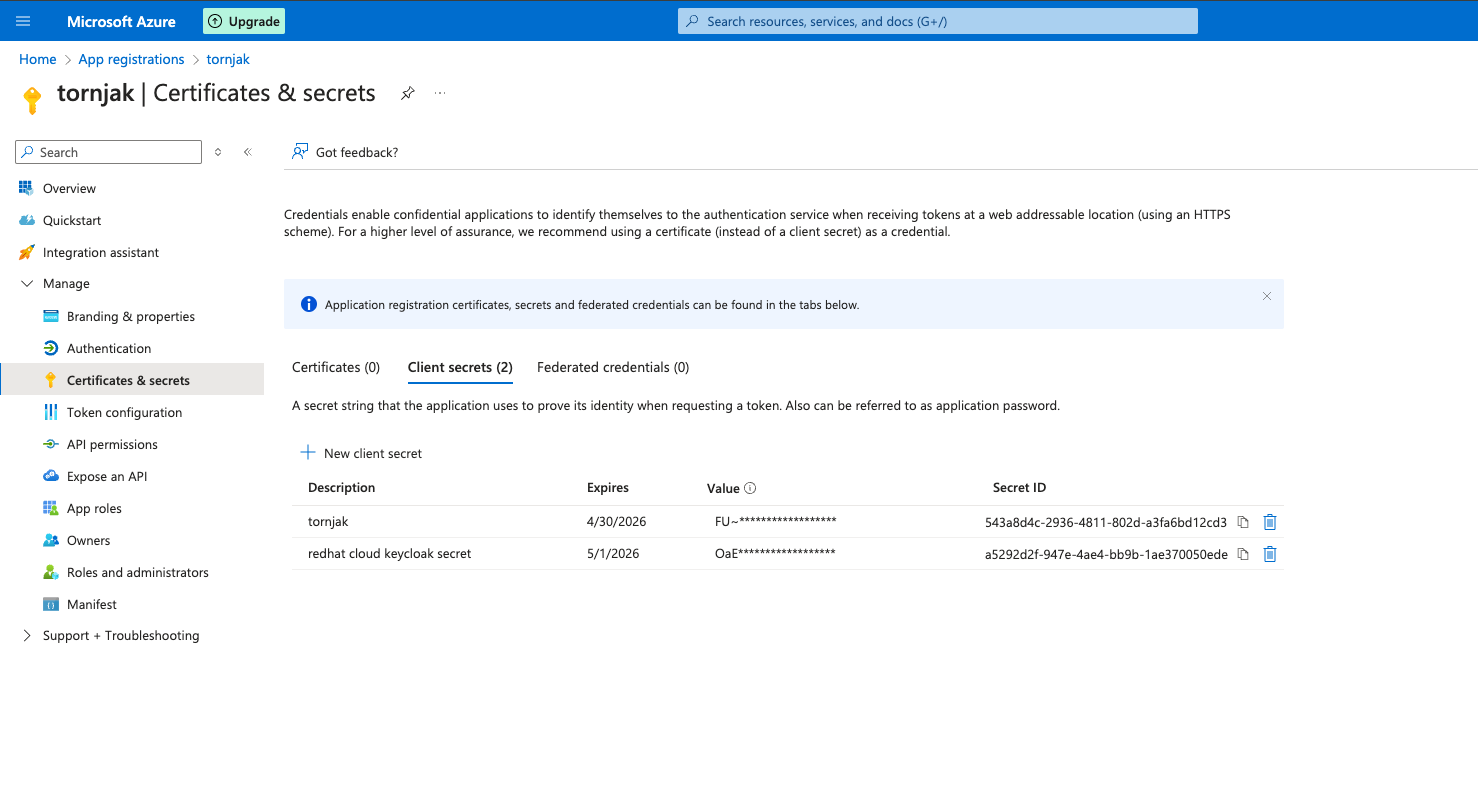 Microsoft Azure
Upgrade
Search resources, services, and docs (G+/)
Home > App registrations > tornjak
tornjak | Certificates & secrets
Search
Got feedback?
Overview
Quickstart
Integration assistant
Manage
Branding & properties
Authentication
Certificates & secrets
Token configuration
API permissions
Expose an API
App roles
Owners
Roles and administrators
Manifest
Support + Troubleshooting
Credentials enable confidential applications to identify themselves to the authentication service when receiving tokens at a web addressable location (using an HTTPS
scheme). For a higher level of assurance, we recommend using a certificate (instead of a client secret) as a credential.
Application registration certificates, secrets and federated credentials can be found in the tabs below.
Certificates (0) Client secrets (2) Federated credentials (0)
A secret string that the application uses to prove its identity when requesting a token. Also can be referred to as application password.
New client secret
Description Expires Value Secret ID
tornjak 4/30/2026 FU~****************** 543a8d4c-2936-4811-802d-a3fa6bd12cd3
redhat cloud keycloak secret 5/1/2026 OaE****************** a5292d2f-947e-4ae4-bb9b-1ae370050ede